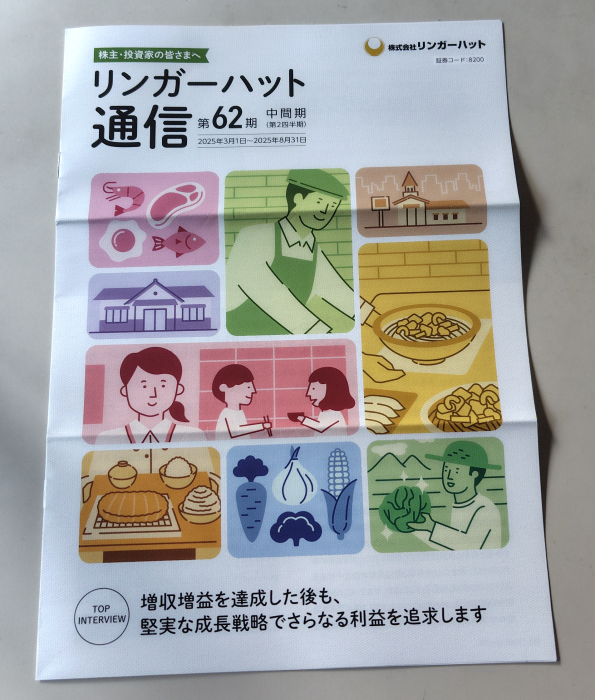 株主・投資家の皆さまへ
株式会社リンガーハット
証券コード:8200
リンガーハット
通信 第62期 中間期
(第2四半期)
2025年3月1日〜2025年8月31日
TOP
INTERVIEW
増収増益を達成した後も、
堅実な成長戦略でさらなる利益を追求します